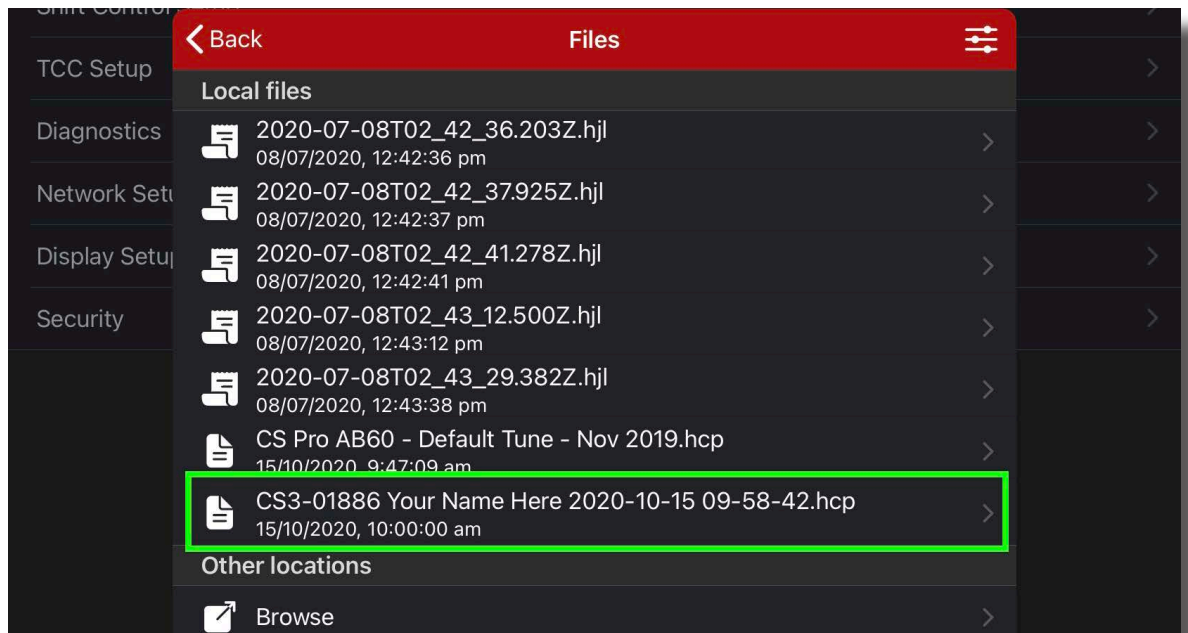 Shift Control
Back
Files
TCC Setup
Local files
Diagnostics
2020-07-08T02_42_36.203Z.hjl
08/07/2020, 12:42:36 pm
Network Setu
2020-07-08T02_42_37.925Z.hjl
08/07/2020, 12:42:37 pm
Display Setup
2020-07-08T02_42_41.278Z.hjl
08/07/2020, 12:42:41 pm
Security
2020-07-08T02_43_12.500Z.hjl
08/07/2020, 12:43:12 pm
2020-07-08T02_43_29.382Z.hjl
08/07/2020, 12:43:38 pm
CS Pro AB60 - Default Tune - Nov 2019.hcp
15/10/2020, 9:47:09 am
CS3-01886 Your Name Here 2020-10-15 09-58-42.hcp
15/10/2020, 10:00:00 am
Other locations
Browse